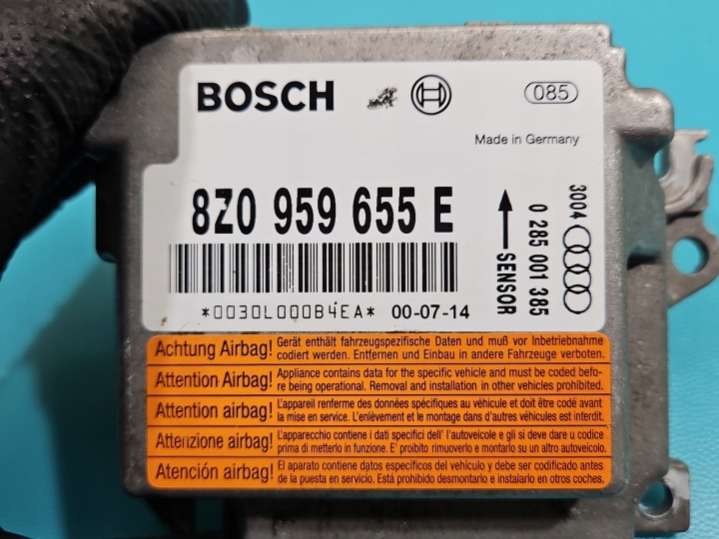 BOSCH
085
Made in Germany
8Z0 959 655 E
*0030L000B4EA* 00-07-14
SENSOR
0 285 001 385
3004
Achtung Airbag! Gerät enthält fahrzeugspezifische Daten und muß vor Inbetriebnahme
codiert werden. Entfernen und Einbau in andere Fahrzeuge verboten.
Attention Airbag! Appliance contains data for the specific vehicle and must be coded befo-
re being operational. Removal and installation in other vehicles prohibited.
Attention airbag! L'appareil renferme des données spécifiques au véhicule et doit être codé avant
la mise en service. L'enlèvement et le montage dans d'autres véhicules est interdit.
Attenzione airbag! L'apparecchio contiene i dati specifici dell' l'autoveicole e gli si deve dare u codice
prima di metterlo in funzione. E' proibito rimuoverlo e montarlo su un altro autoveicolo.
Atención airbag! El aparato contiene datos específicos del vehículo y debe ser codificado antes
de la puesta en servicio. Está prohibido desmontarlo e instalarlo en otros coches.